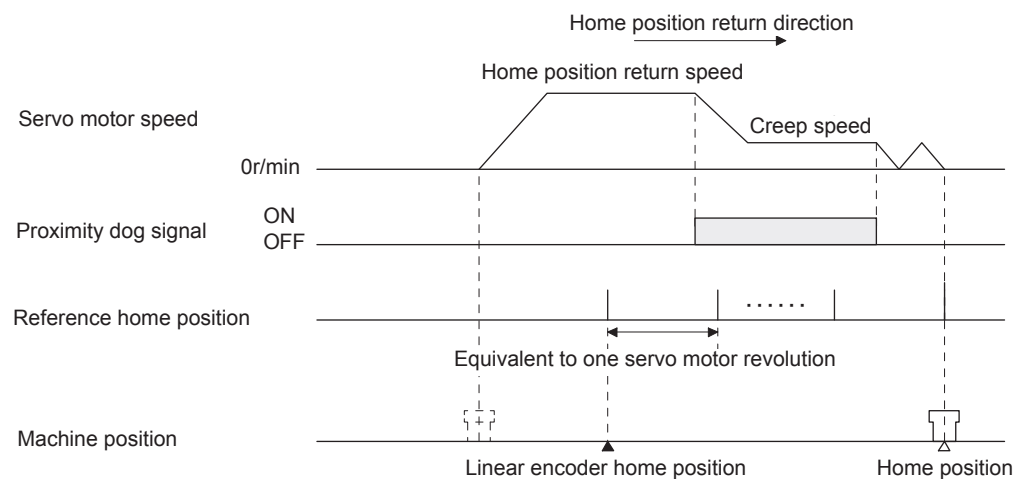 Home position return direction
Home position return speed
Servo motor speed
Creep speed
0r/min
ON
Proximity dog signal
OFF
......
Reference home position
Equivalent to one servo motor revolution
Machine position
Linear encoder home position
Home position